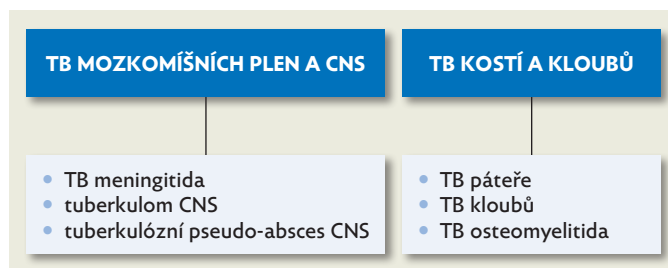 TB MOZKOMÍŠNÍCH PLEN A CNS
• TB meningitida
• tuberkulom CNS
• tuberkulózní pseudo-absces CNS
TB KOSTÍ A KLOUBŮ
• TB páteře
• TB kloubů
• TB osteomyelitida